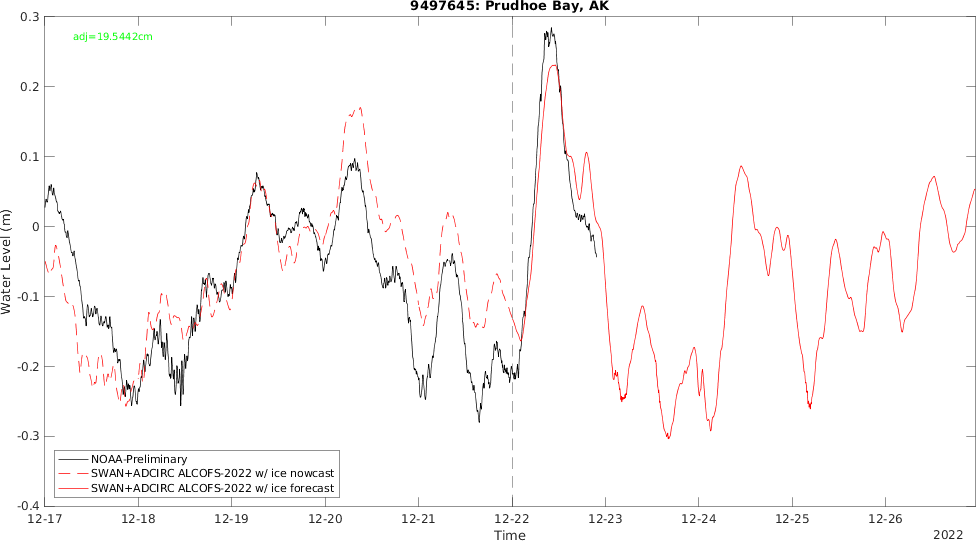 9497645: Prudhoe Bay, AK
adj=19.5442cm
0.3
0.2
0.1
0
-0.1
-0.2
-0.3
-0.4
Water Level (m)
NOAA-Preliminary
SWAN+ADCIRC ALCOFS-2022 w/ ice nowcast
SWAN+ADCIRC ALCOFS-2022 w/ ice forecast
12-17 12-18 12-19 12-20 12-21 12-22 12-23 12-24 12-25 12-26
Time
2022